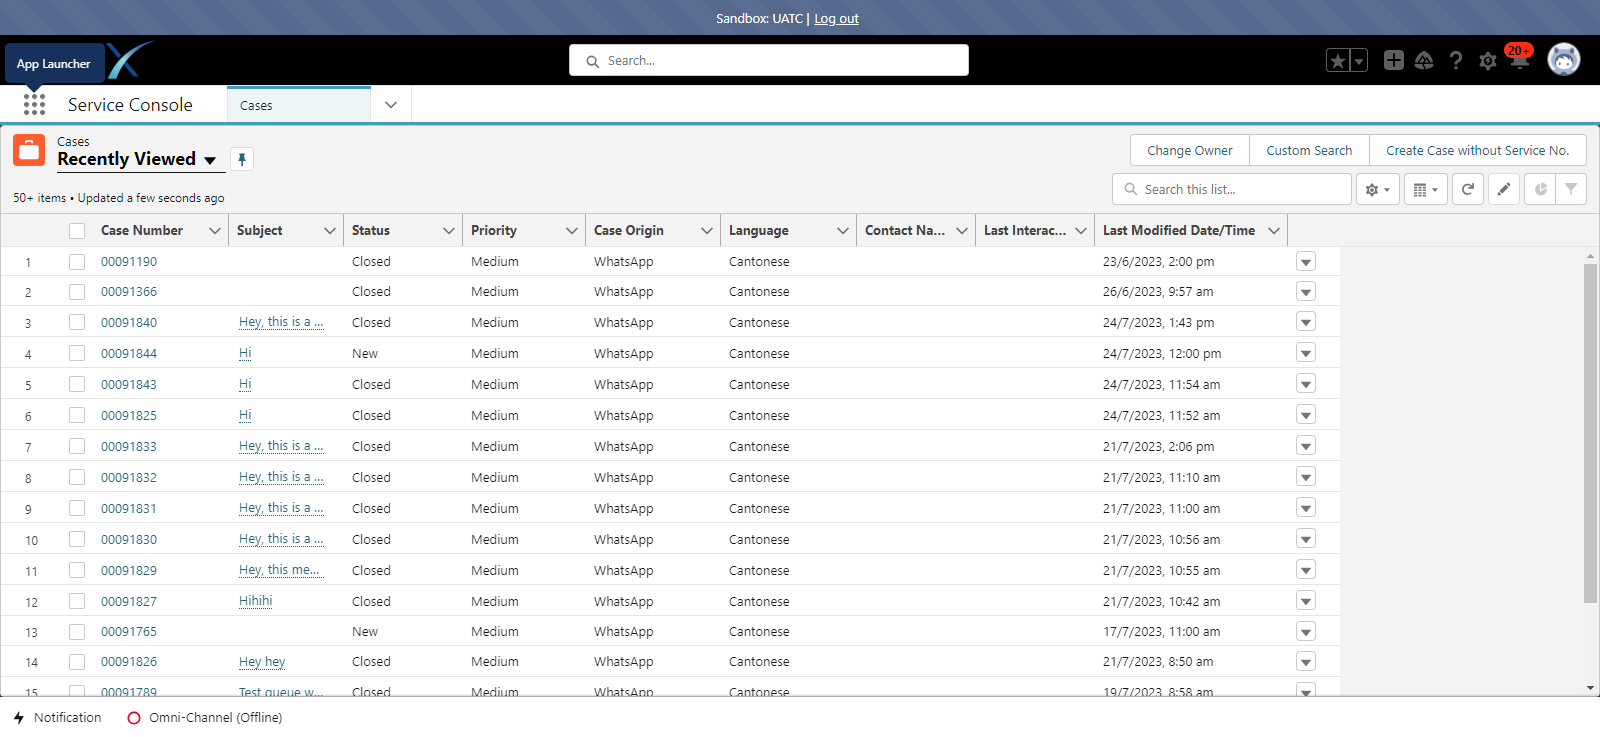 Sandbox: UATC | Log out
App Launcher
Search...
20+
Service Console
Cases
Cases
Recently Viewed
Change Owner
Custom Search
Create Case without Service No.
50+ items • Updated a few seconds ago
Search this list...
Case Number Subject Status Priority Case Origin Language Contact Na... Last Interac... Last Modified Date/Time
1 00091190 Closed Medium WhatsApp Cantonese 23/6/2023, 2:00 pm
2 00091366 Closed Medium WhatsApp Cantonese 26/6/2023, 9:57 am
3 00091840 Hey, this is a ... Closed Medium WhatsApp Cantonese 24/7/2023, 1:43 pm
4 00091844 Hi New Medium WhatsApp Cantonese 24/7/2023, 12:00 pm
5 00091843 Hi Closed Medium WhatsApp Cantonese 24/7/2023, 11:54 am
6 00091825 Hi Closed Medium WhatsApp Cantonese 24/7/2023, 11:52 am
7 00091833 Hey, this is a ... Closed Medium WhatsApp Cantonese 21/7/2023, 2:06 pm
8 00091832 Hey, this is a ... Closed Medium WhatsApp Cantonese 21/7/2023, 11:10 am
9 00091831 Hey, this is a ... Closed Medium WhatsApp Cantonese 21/7/2023, 11:00 am
10 00091830 Hey, this is a ... Closed Medium WhatsApp Cantonese 21/7/2023, 10:56 am
11 00091829 Hey, this me... Closed Medium WhatsApp Cantonese 21/7/2023, 10:55 am
12 00091827 Hihihi Closed Medium WhatsApp Cantonese 21/7/2023, 10:42 am
13 00091765 New Medium WhatsApp Cantonese 17/7/2023, 11:00 am
14 00091826 Hey hey Closed Medium WhatsApp Cantonese 21/7/2023, 8:50 am
15 00091789 Test queue w... Closed Medium WhatsApp Cantonese 19/7/2023, 8:58 am
Notification
Omni-Channel (Offline)